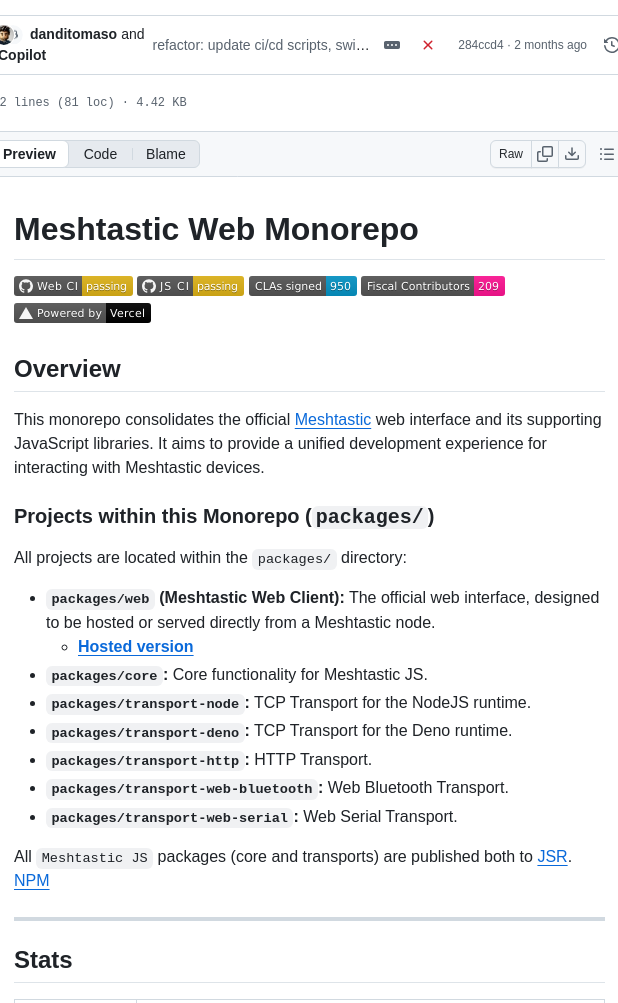 danditomaso and
Copilot
refactor: update ci/cd scripts, swi...
284ccd4 · 2 months ago
2 lines (81 loc) · 4.42 KB
Preview Code Blame Raw
Meshtastic Web Monorepo
Web CI passing JS CI passing CLAs signed 950 Fiscal Contributors 209
Powered by Vercel
Overview
This monorepo consolidates the official Meshtastic web interface and its supporting
JavaScript libraries. It aims to provide a unified development experience for
interacting with Meshtastic devices.
Projects within this Monorepo (packages/)
All projects are located within the packages/ directory:
packages/web (Meshtastic Web Client): The official web interface, designed
to be hosted or served directly from a Meshtastic node.
Hosted version
packages/core: Core functionality for Meshtastic JS.
packages/transport-node: TCP Transport for the NodeJS runtime.
packages/transport-deno: TCP Transport for the Deno runtime.
packages/transport-http: HTTP Transport.
packages/transport-web-bluetooth: Web Bluetooth Transport.
packages/transport-web-serial: Web Serial Transport.
All Meshtastic JS packages (core and transports) are published both to JSR.
NPM
Stats